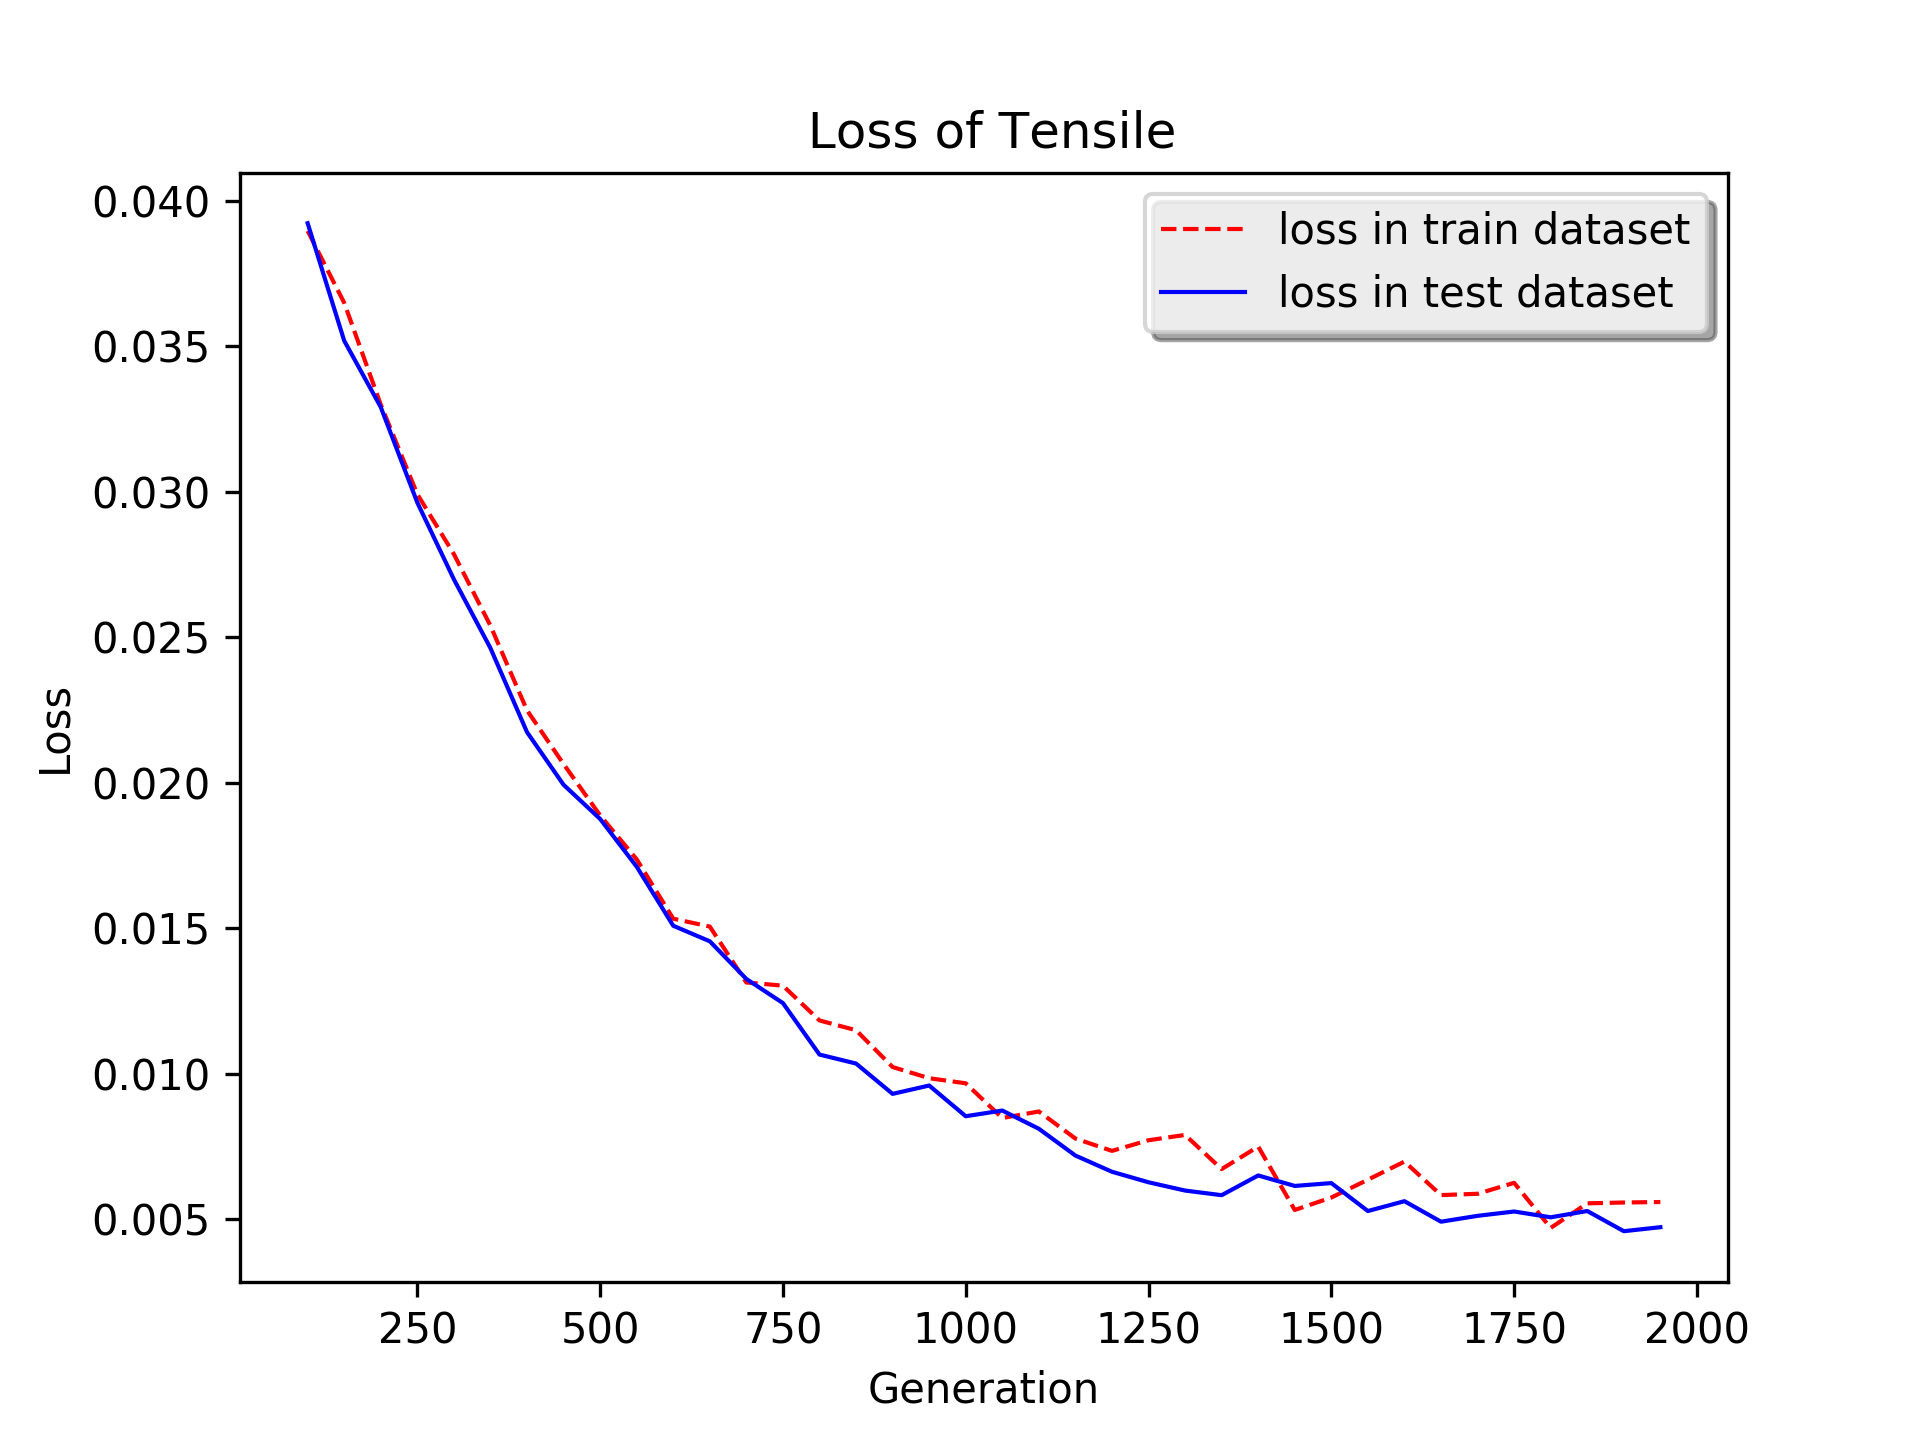 Loss of Tensile
loss in train dataset
loss in test dataset
0.040
0.035
0.030
0.025
0.020
0.015
0.010
0.005
Loss
250 500 750 1000 1250 1500 1750 2000
Generation